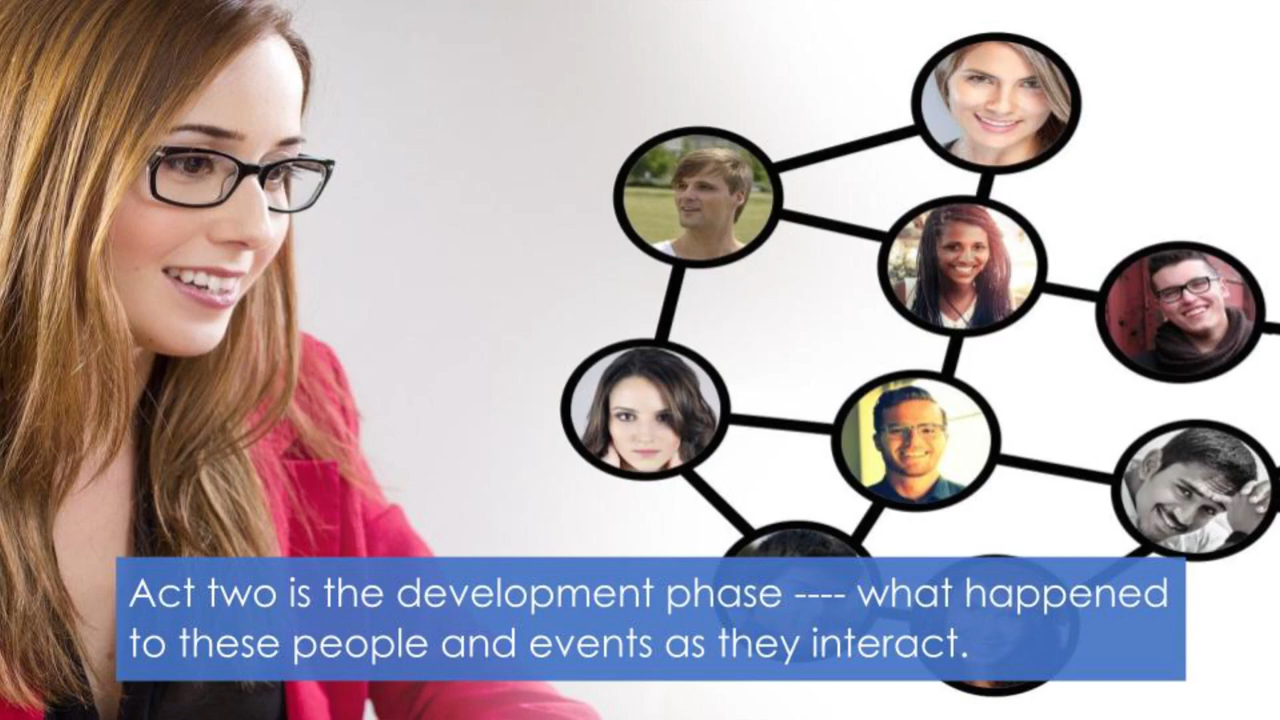 Act two is the development phase ---- what happened
to these people and events as they interact.